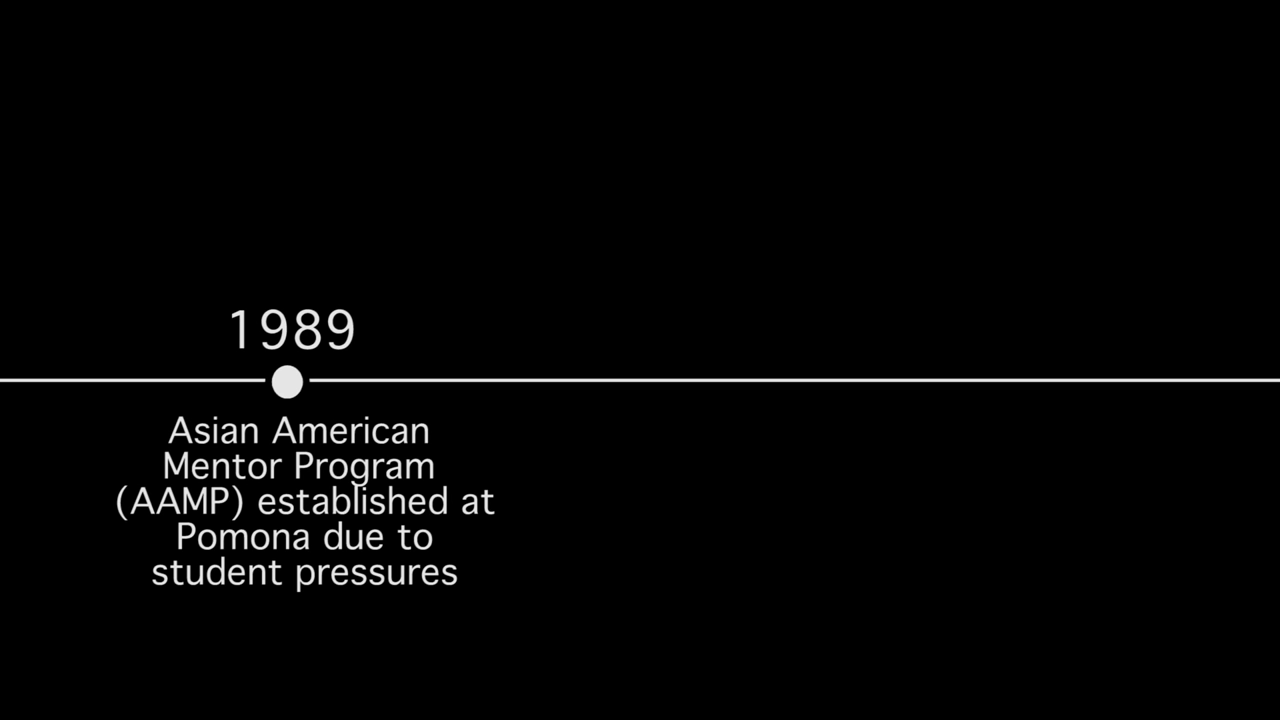 1989
Asian American
Mentor Program
(AAMP) established at
Pomona due to
student pressures